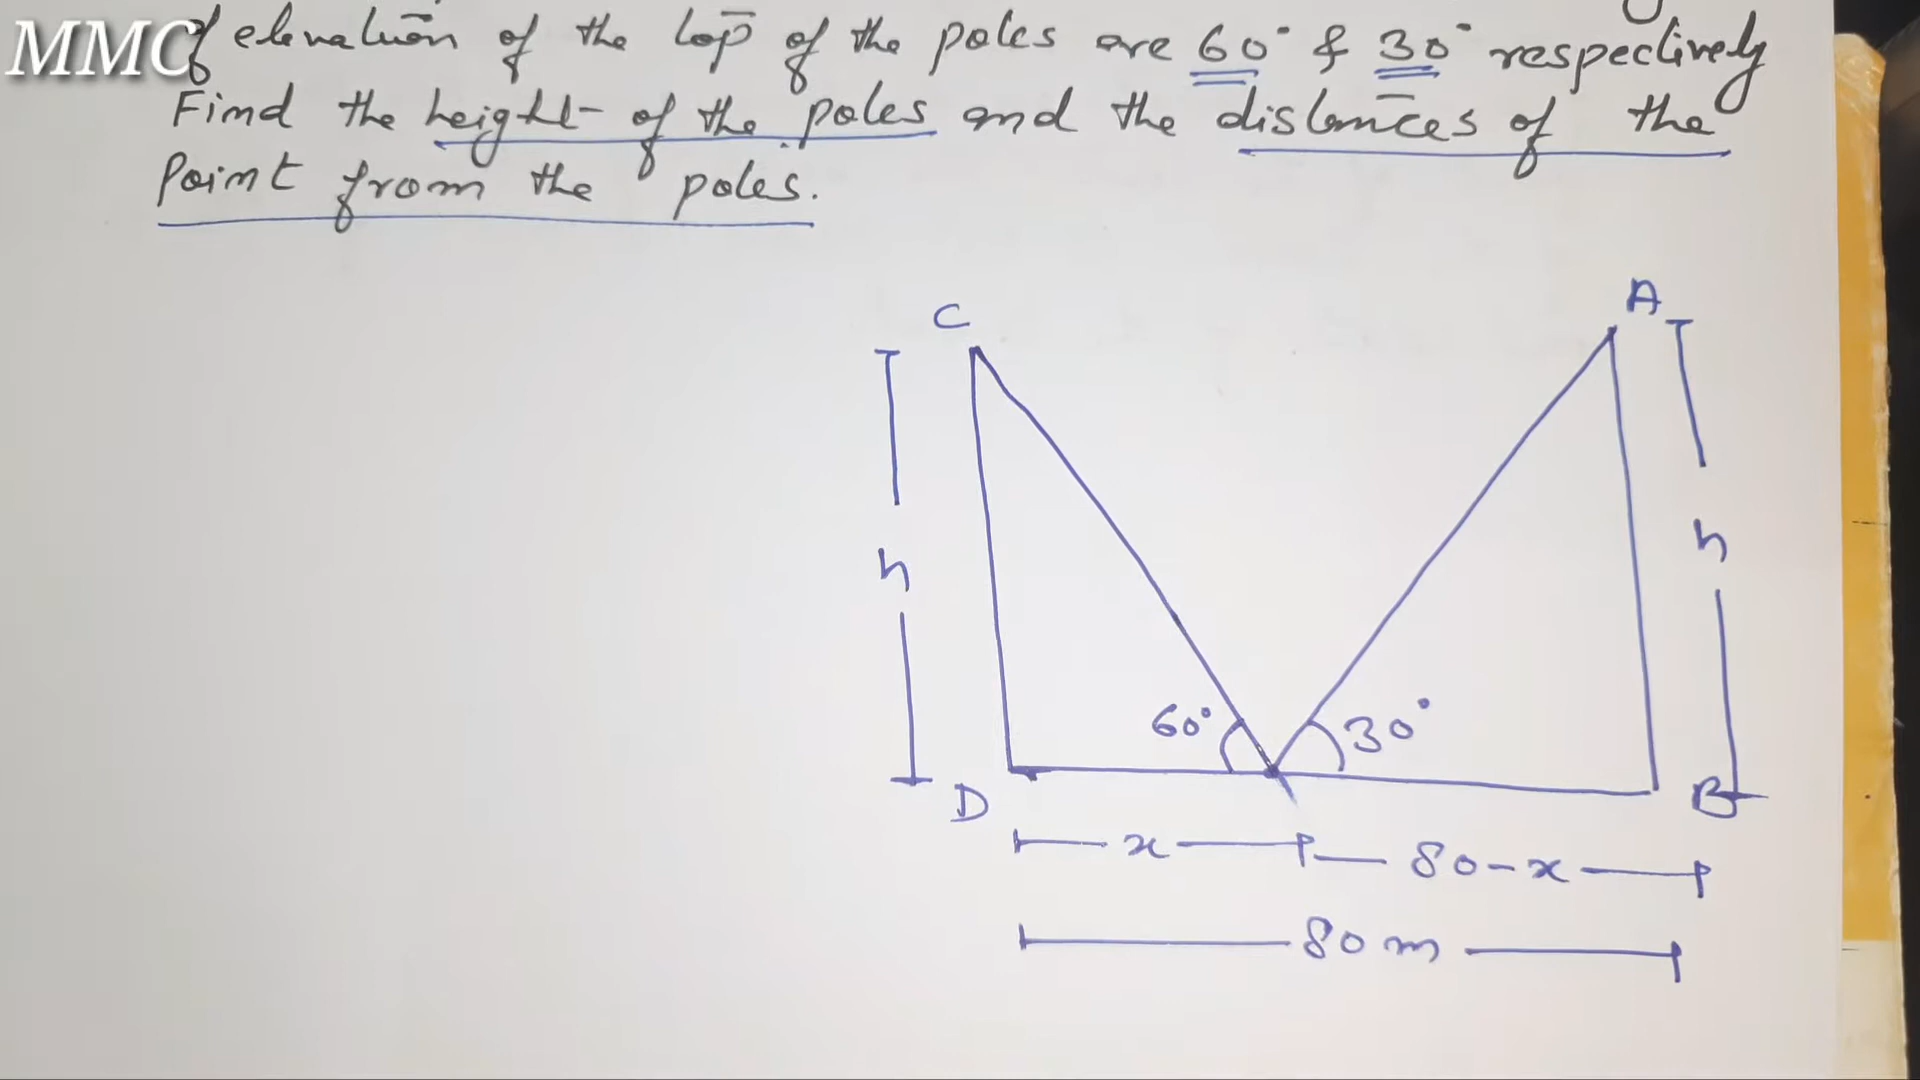 MMC
of elevation of the top of the poles are 60° & 30° respectively
Find the height of the poles and the distances of the
Point from the poles.
C
A
h
h
60°
30°
D
B
x
80-x
80 m